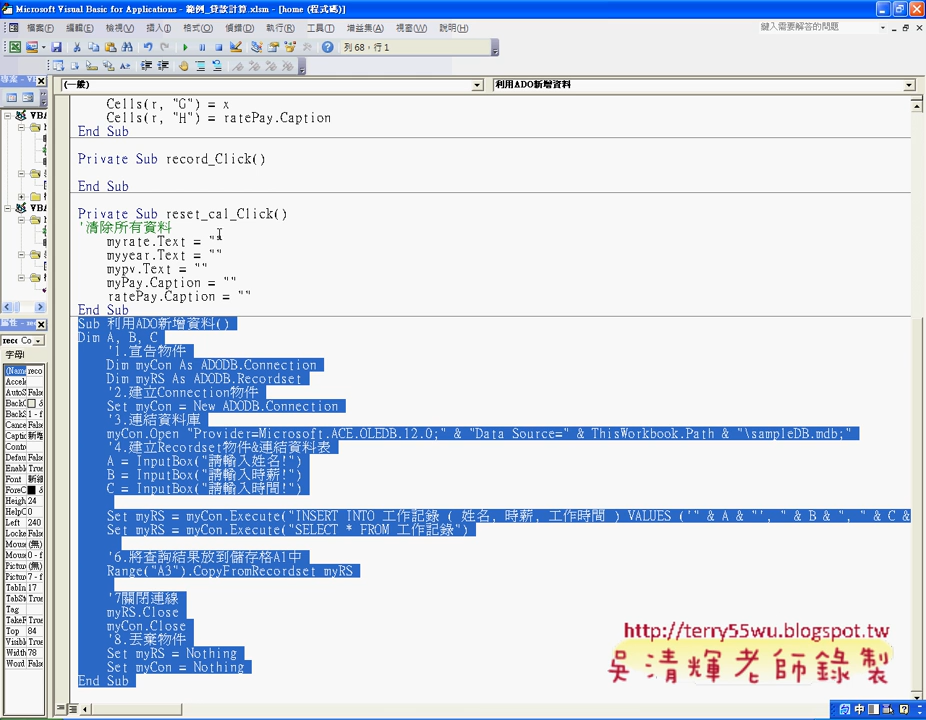 Microsoft Visual Basic for Applications - 範例_貸款計算.xlsm - [home (程式碼)]
檔案(F) 編輯(E) 檢視(V) 插入(I) 格式(O) 偵錯(D) 執行(R) 工具(T) 增益集(A) 視窗(W) 說明(H) 鍵入需要解答的問題
列 68，行 1
(一般) 利用ADO新增資料
Cells(r, "G") = x
Cells(r, "H") = ratePay.Caption
End Sub
Private Sub record_Click()
End Sub
Private Sub reset_cal_Click()
'清除所有資料
myrate.Text = ""
myyear.Text = ""
mypv.Text = ""
myPay.Caption = ""
ratePay.Caption = ""
End Sub
Sub 利用ADO新增資料()
Dim A, B, C
'1.宣告物件
Dim myCon As ADODB.Connection
Dim myRS As ADODB.Recordset
'2.建立Connection物件
Set myCon = New ADODB.Connection
'3.連結資料庫
myCon.Open "Provider=Microsoft.ACE.OLEDB.12.0;" & "Data Source=" & ThisWorkbook.Path & "\sampleDB.mdb;"
'4.建立Recordset物件&連結資料表
A = InputBox("請輸入姓名!")
B = InputBox("請輸入時薪!")
C = InputBox("請輸入時間!")
Set myRS = myCon.Execute("INSERT INTO 工作記錄 ( 姓名, 時薪, 工作時間 ) VALUES ('" & A & "', " & B & ", " & C &
Set myRS = myCon.Execute("SELECT * FROM 工作記錄")
'6.將查詢結果放到儲存格A1中
Range("A3").CopyFromRecordset myRS
'7關閉連線
myRS.Close
myCon.Close
'8.丟棄物件
Set myRS = Nothing
Set myCon = Nothing
End Sub
http://terry55wu.blogspot.tw
吳清輝老師錄製